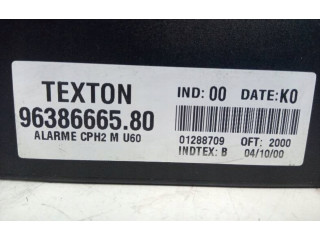 TEXTON
IND: 00 DATE: K0
96386665.80
ALARME CPH2 M U60
01288709 OFT: 2000
INDTEX: B 04/10/00